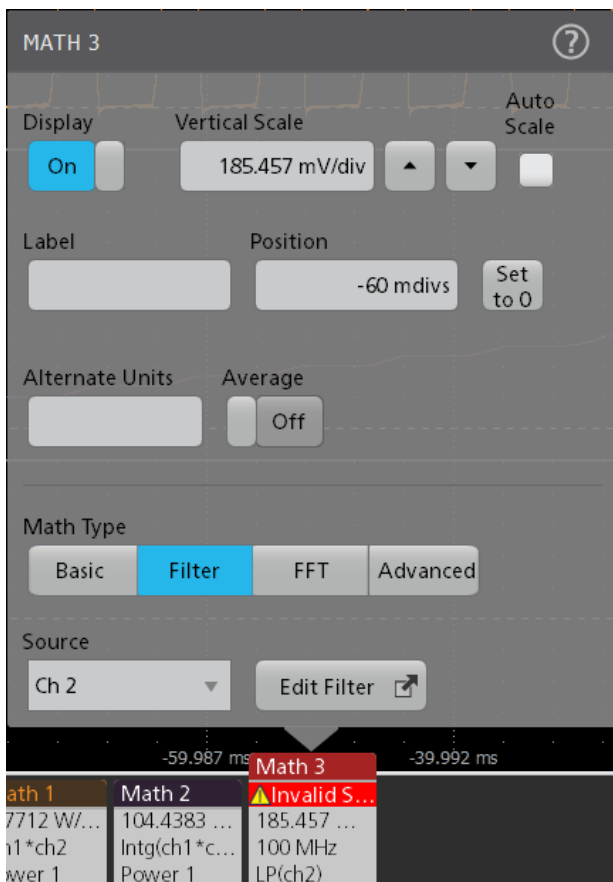 MATH 3
?
Auto
Display Vertical Scale Scale
On 185.457 mV/div
Label Position
-60 mdivs Set
to 0
Alternate Units Average
Off
Math Type
Basic Filter FFT Advanced
Source
Ch 2 Edit Filter
-59.987 ms -39.992 ms
ath 1 Math 2 Math 3
Invalid S...
7712 W/... 104.4383 ... 185.457 ...
h1*ch2 Intg(ch1*c... 100 MHz
wer 1 Power 1 LP(ch2)